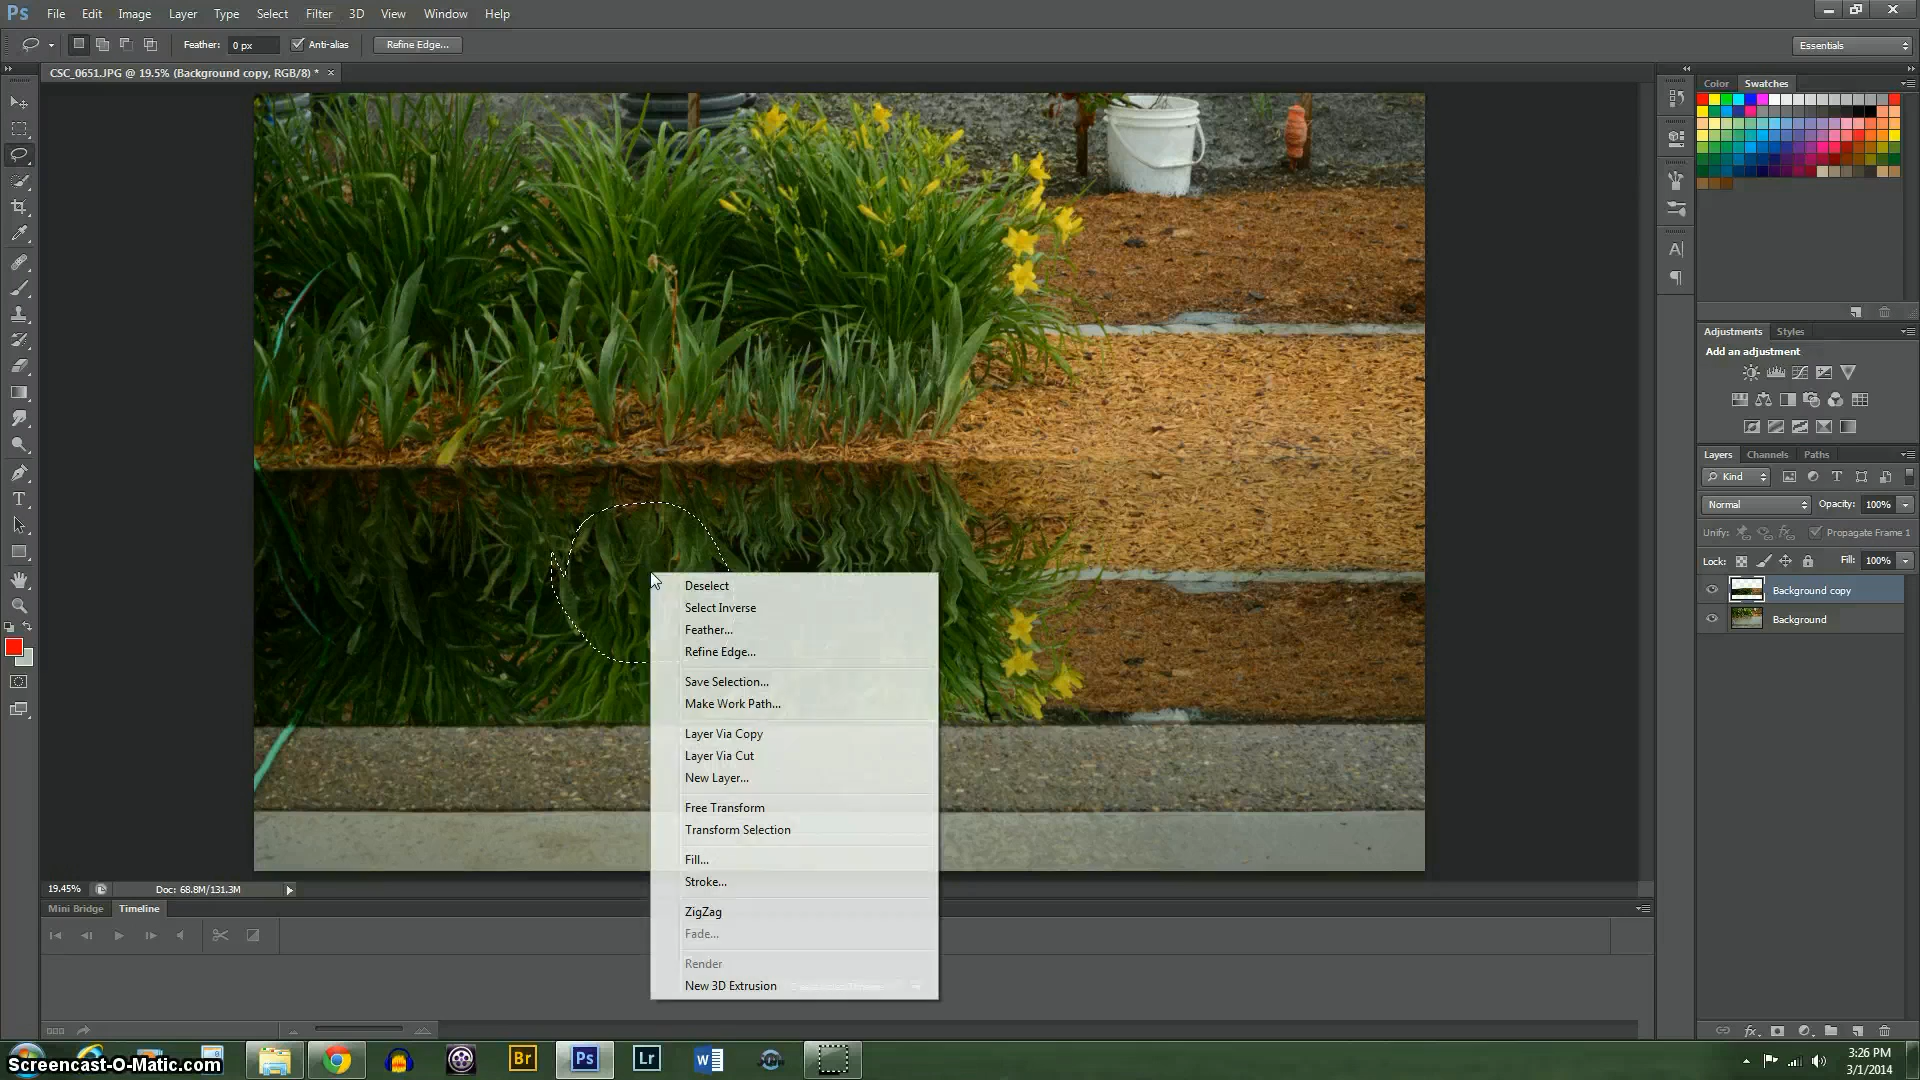 Ps File Edit Image Layer Type Select Filter 3D View Window Help
Feather: 0 px Anti-alias Refine Edge... Essentials
CSC_0651.JPG @ 19.5% (Background copy, RGB/8) * ×
Color Swatches
Adjustments Styles
Add an adjustment
Layers Channels Paths
Kind
Normal Opacity: 100%
Unify: Propagate Frame 1
Lock: Fill: 100%
Background copy
Background
Deselect
Select Inverse
Feather...
Refine Edge...
Save Selection...
Make Work Path...
Layer Via Copy
Layer Via Cut
New Layer...
Free Transform
Transform Selection
Fill...
Stroke...
ZigZag
Fade...
Render
New 3D Extrusion
19.45% Doc: 68.8M/131.3M
Mini Bridge Timeline
Screencast-O-Matic.com
Br Ps Lr
3:26 PM
3/1/2014